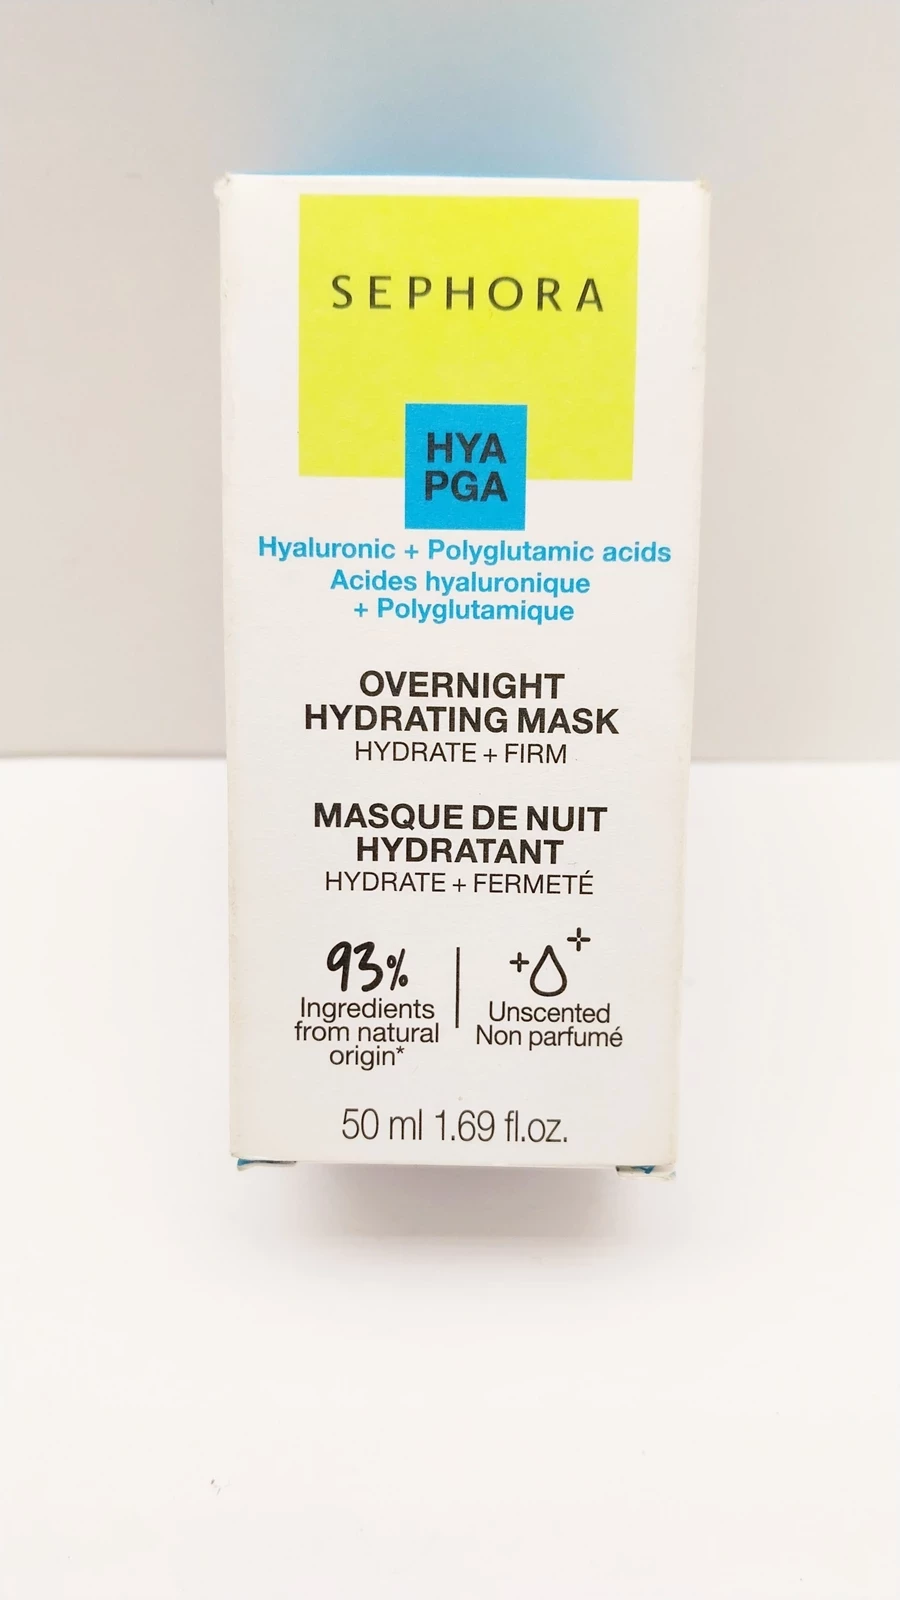 SEPHORA
HYA
PGA
Hyaluronic + Polyglutamic acids
Acides hyaluronique
+ Polyglutamique
OVERNIGHT
HYDRATING MASK
HYDRATE + FIRM
MASQUE DE NUIT
HYDRATANT
HYDRATE + FERMETÉ
93%
Ingredients
from natural
origin*
Unscented
Non parfumé
50 ml 1.69 fl.oz.